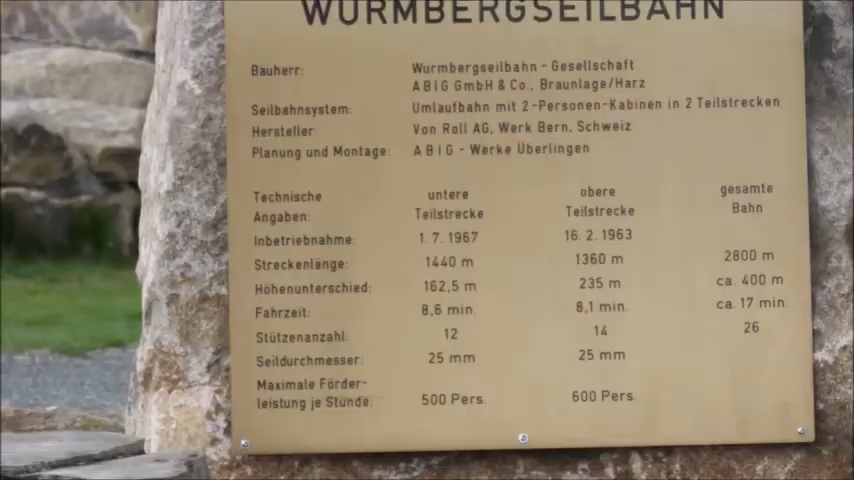 WURMBERGSEILBAHN
Bauherr: Wurmbergseilbahn - Gesellschaft
ABIG GmbH & Co., Braunlage/Harz
Seilbahnsystem: Umlaufbahn mit 2-Personen-Kabinen in 2 Teilstrecken
Hersteller: Von Roll AG, Werk Bern, Schweiz
Planung und Montage: ABIG - Werke Überlingen
Technische untere obere gesamte
Angaben: Teilstrecke Teilstrecke Bahn
Inbetriebnahme: 1. 7. 1967 16. 2. 1963
Streckenlänge: 1440 m 1360 m 2800 m
Höhenunterschied: 162,5 m 235 m ca. 400 m
Fahrzeit: 8,6 min. 8,1 min. ca. 17 min.
Stützenanzahl: 12 14 26
Seildurchmesser: 25 mm 25 mm
Maximale Förder-
leistung je Stunde: 500 Pers. 600 Pers.